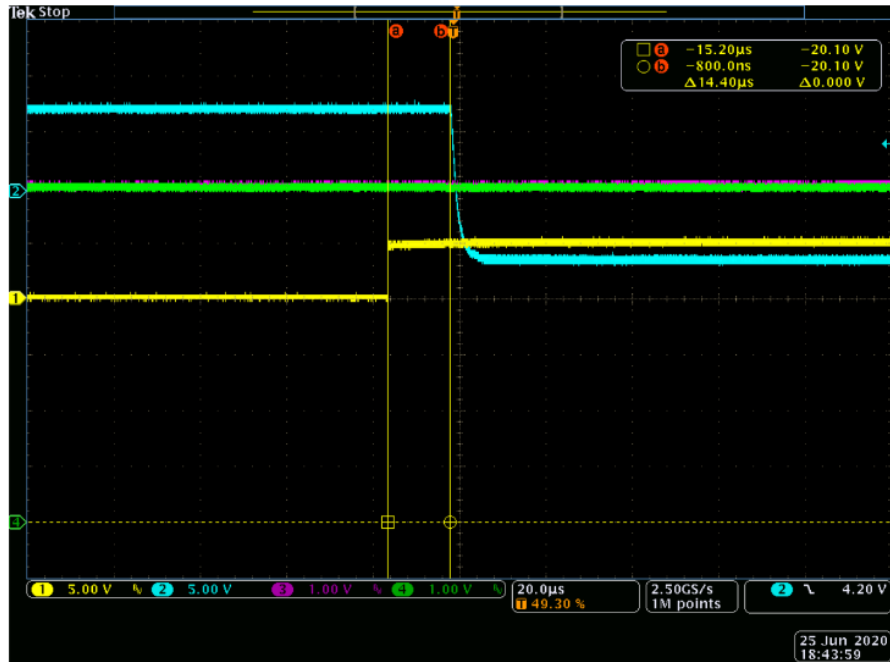 Tek Stop
a b T
a −15.20μs −20.10 V
b −800.0ns −20.10 V
Δ14.40μs Δ0.000 V
2
1
4
1 5.00 V 2 5.00 V 3 1.00 V 4 1.00 V
20.0μs 2.50GS/s 2 4.20 V
T 49.30 % 1M points
25 Jun 2020
18:43:59